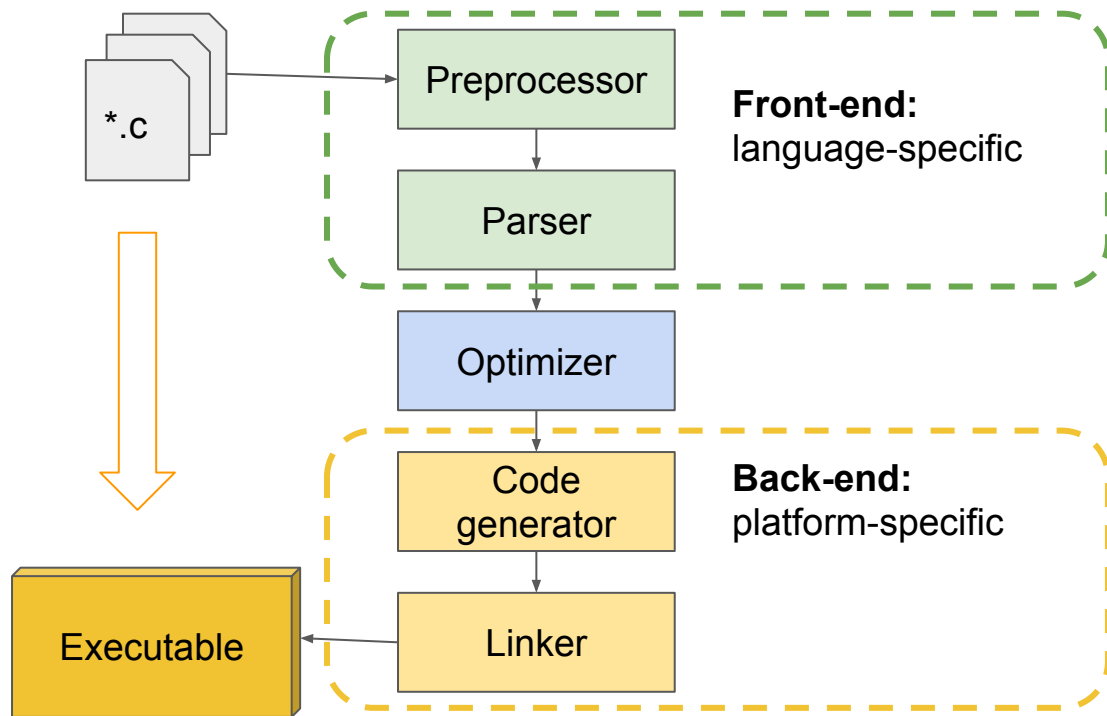 *.c
Preprocessor
Front-end:
language-specific
Parser
Optimizer
Code
generator
Back-end:
platform-specific
Linker
Executable